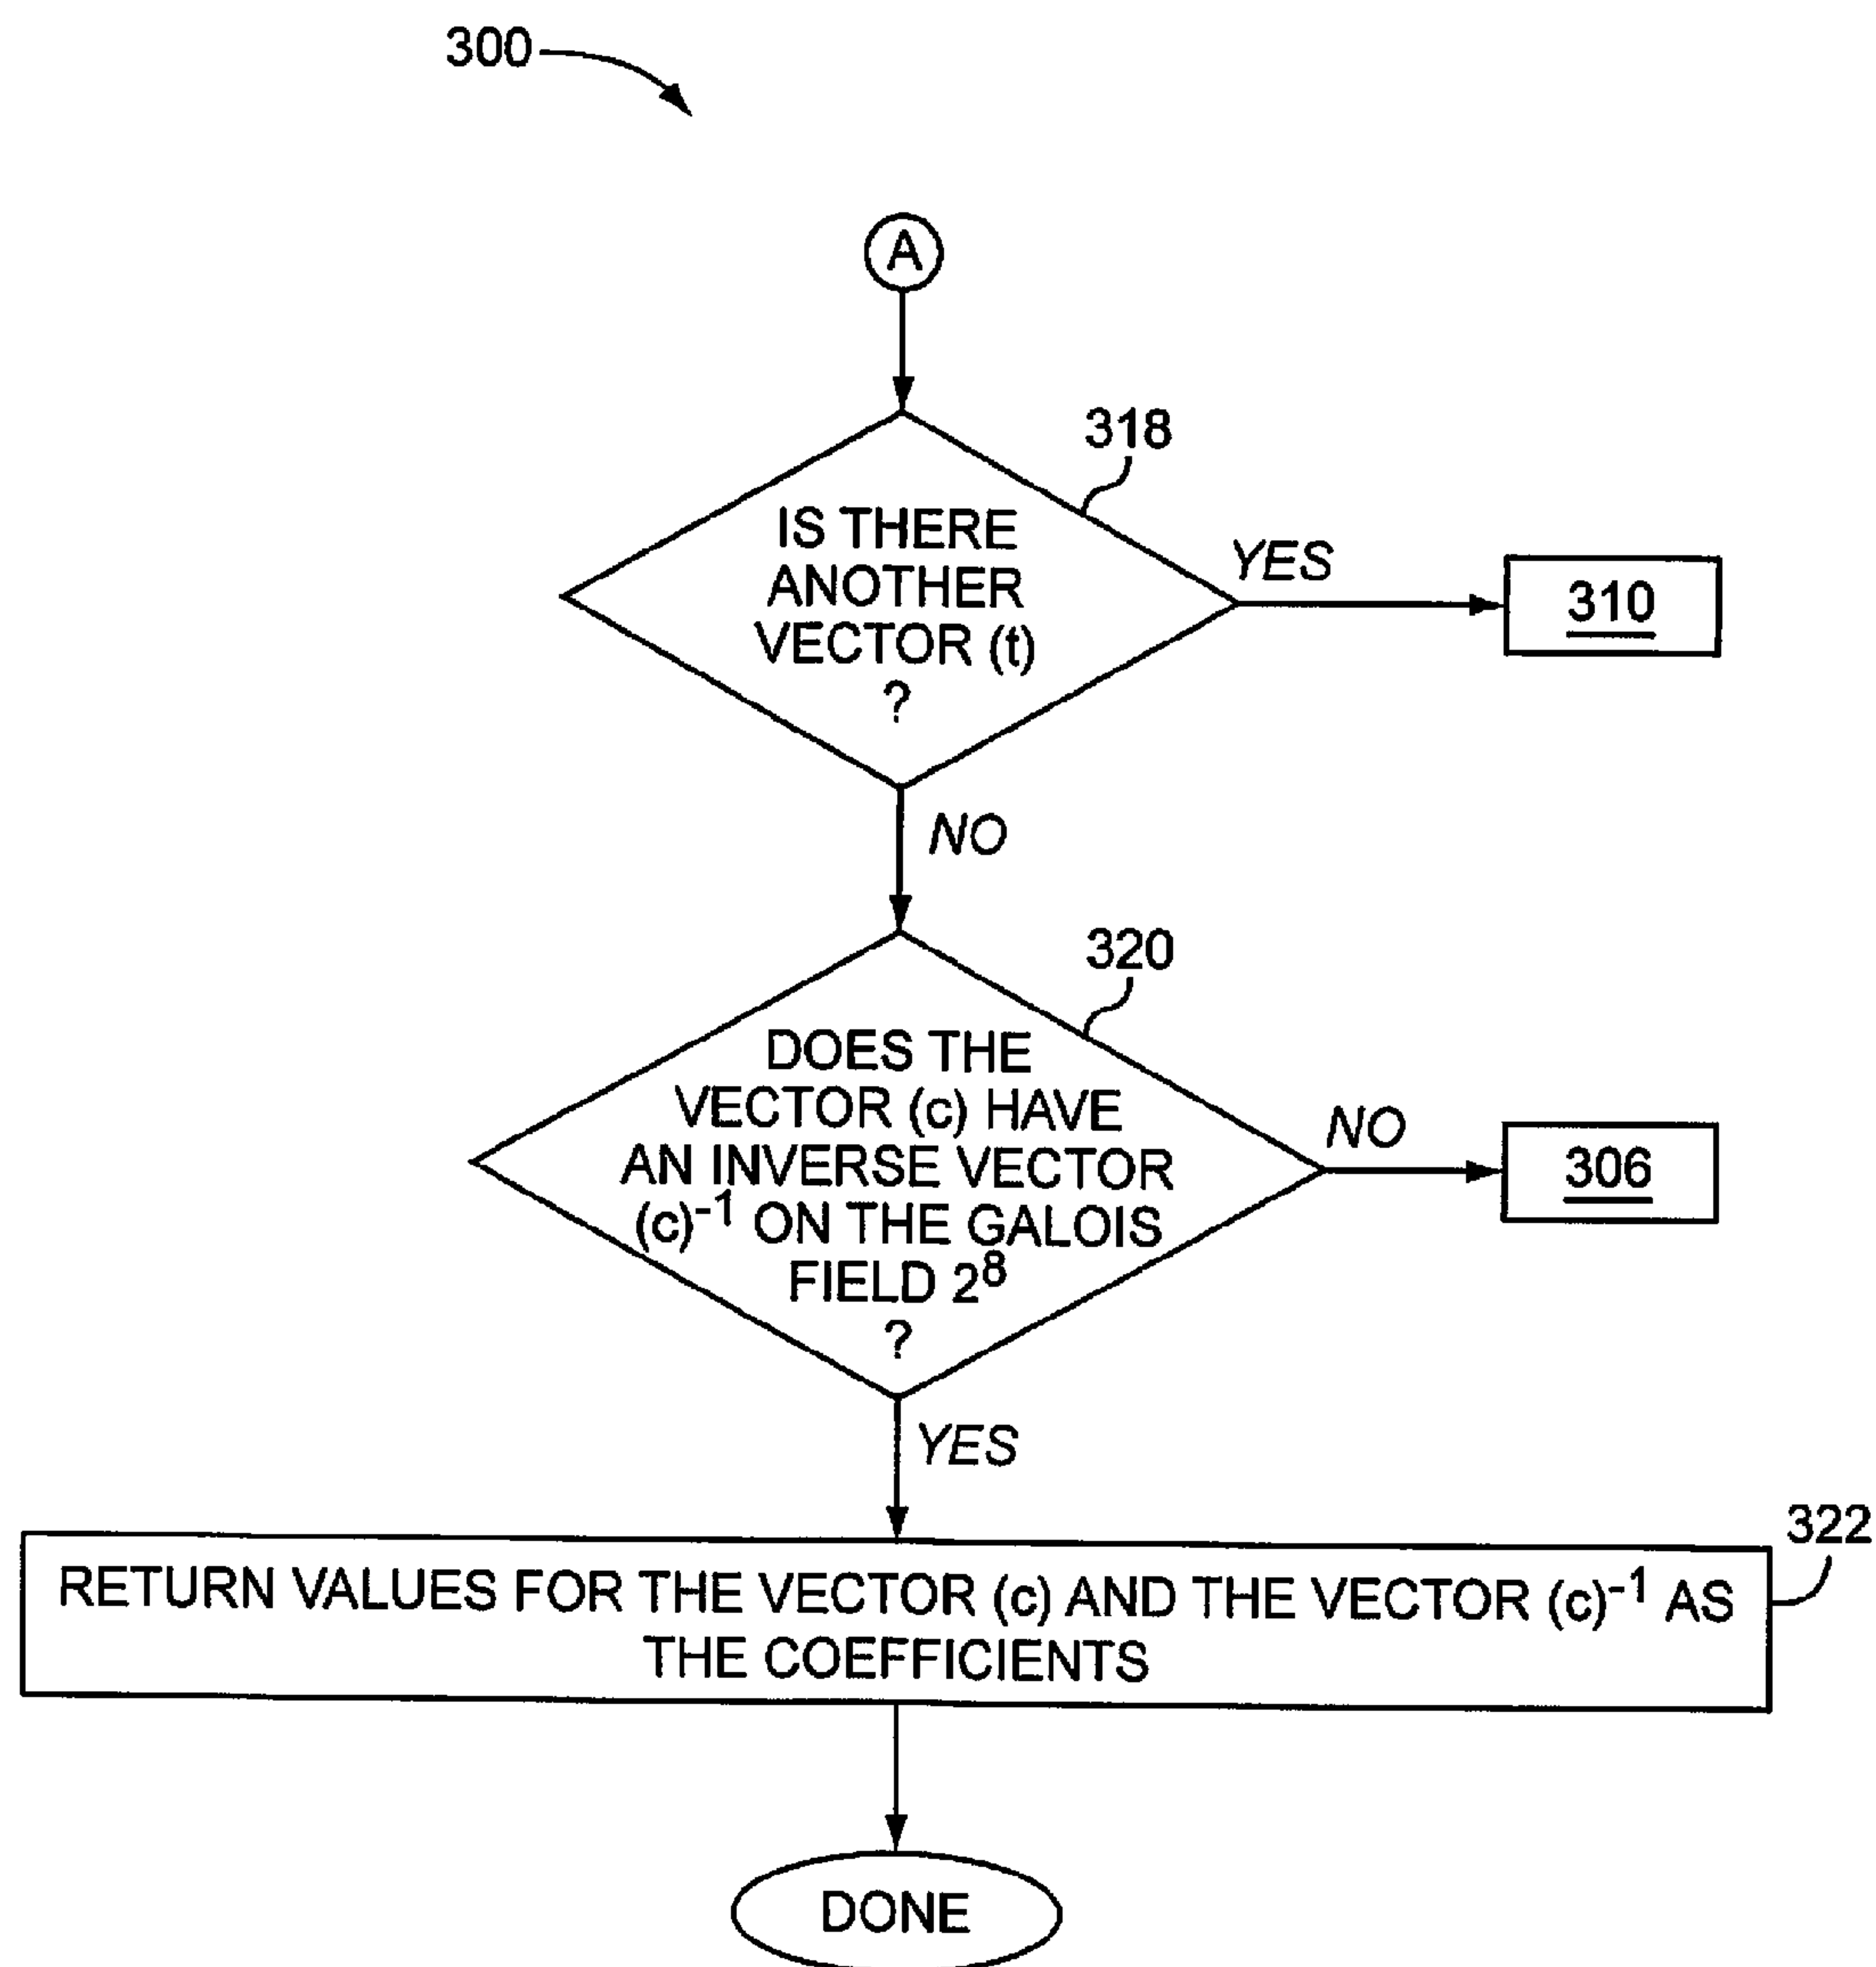 300
A
318
IS THERE
ANOTHER
VECTOR (t)
?
YES
310
NO
320
DOES THE
VECTOR (c) HAVE
AN INVERSE VECTOR
(c)⁻¹ ON THE GALOIS
FIELD 2⁸
?
NO
306
YES
322
RETURN VALUES FOR THE VECTOR (c) AND THE VECTOR (c)⁻¹ AS
THE COEFFICIENTS
DONE